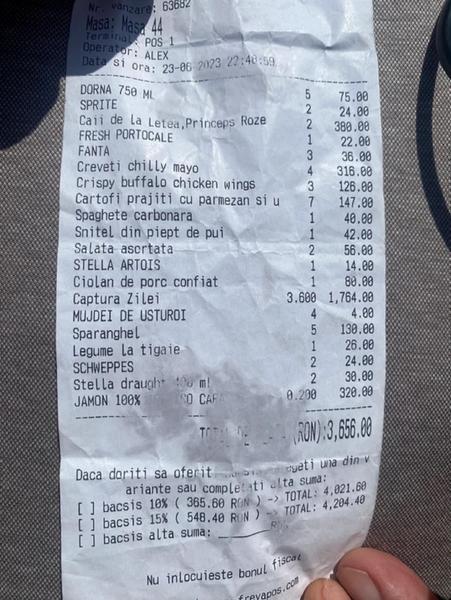 Nr. vanzare: 63682
Masa: Masa 44
Terminal: POS 1
Operator: ALEX
Data si ora: 23-06-2023 22:40:59
DORNA 750 ML 5 75.00
SPRITE 2 24.00
Caii de la Letea,Princeps Roze 2 380.00
FRESH PORTOCALE 1 22.00
FANTA 3 36.00
Creveti chilly mayo 4 316.00
Crispy buffalo chicken wings 3 126.00
Cartofi prajiti cu parmezan si u 7 147.00
Spaghete carbonara 1 40.00
Snitel din piept de pui 1 42.00
Salata asortata 2 56.00
STELLA ARTOIS 1 14.00
Ciolan de porc confiat 1 80.00
Captura Zilei 3.600 1,764.00
MUJDEI DE USTUROI 4 4.00
Sparanghel 5 130.00
Legume la tigaie 1 26.00
SCHWEPPES 2 24.00
Stella draught ml 2 30.00
JAMON 100% 0.200 320.00
(RON):3,656.00
Daca doriti sa oferit una din v
ariante sau completati alta suma:
[ ] bacsis 10% ( 365.60 RON ) -> TOTAL: 4,021.60
[ ] bacsis 15% ( 548.40 RON ) -> TOTAL: 4,204.40
[ ] bacsis alta suma: ______
Nu inlocuieste bonul fiscal
freyapos.com